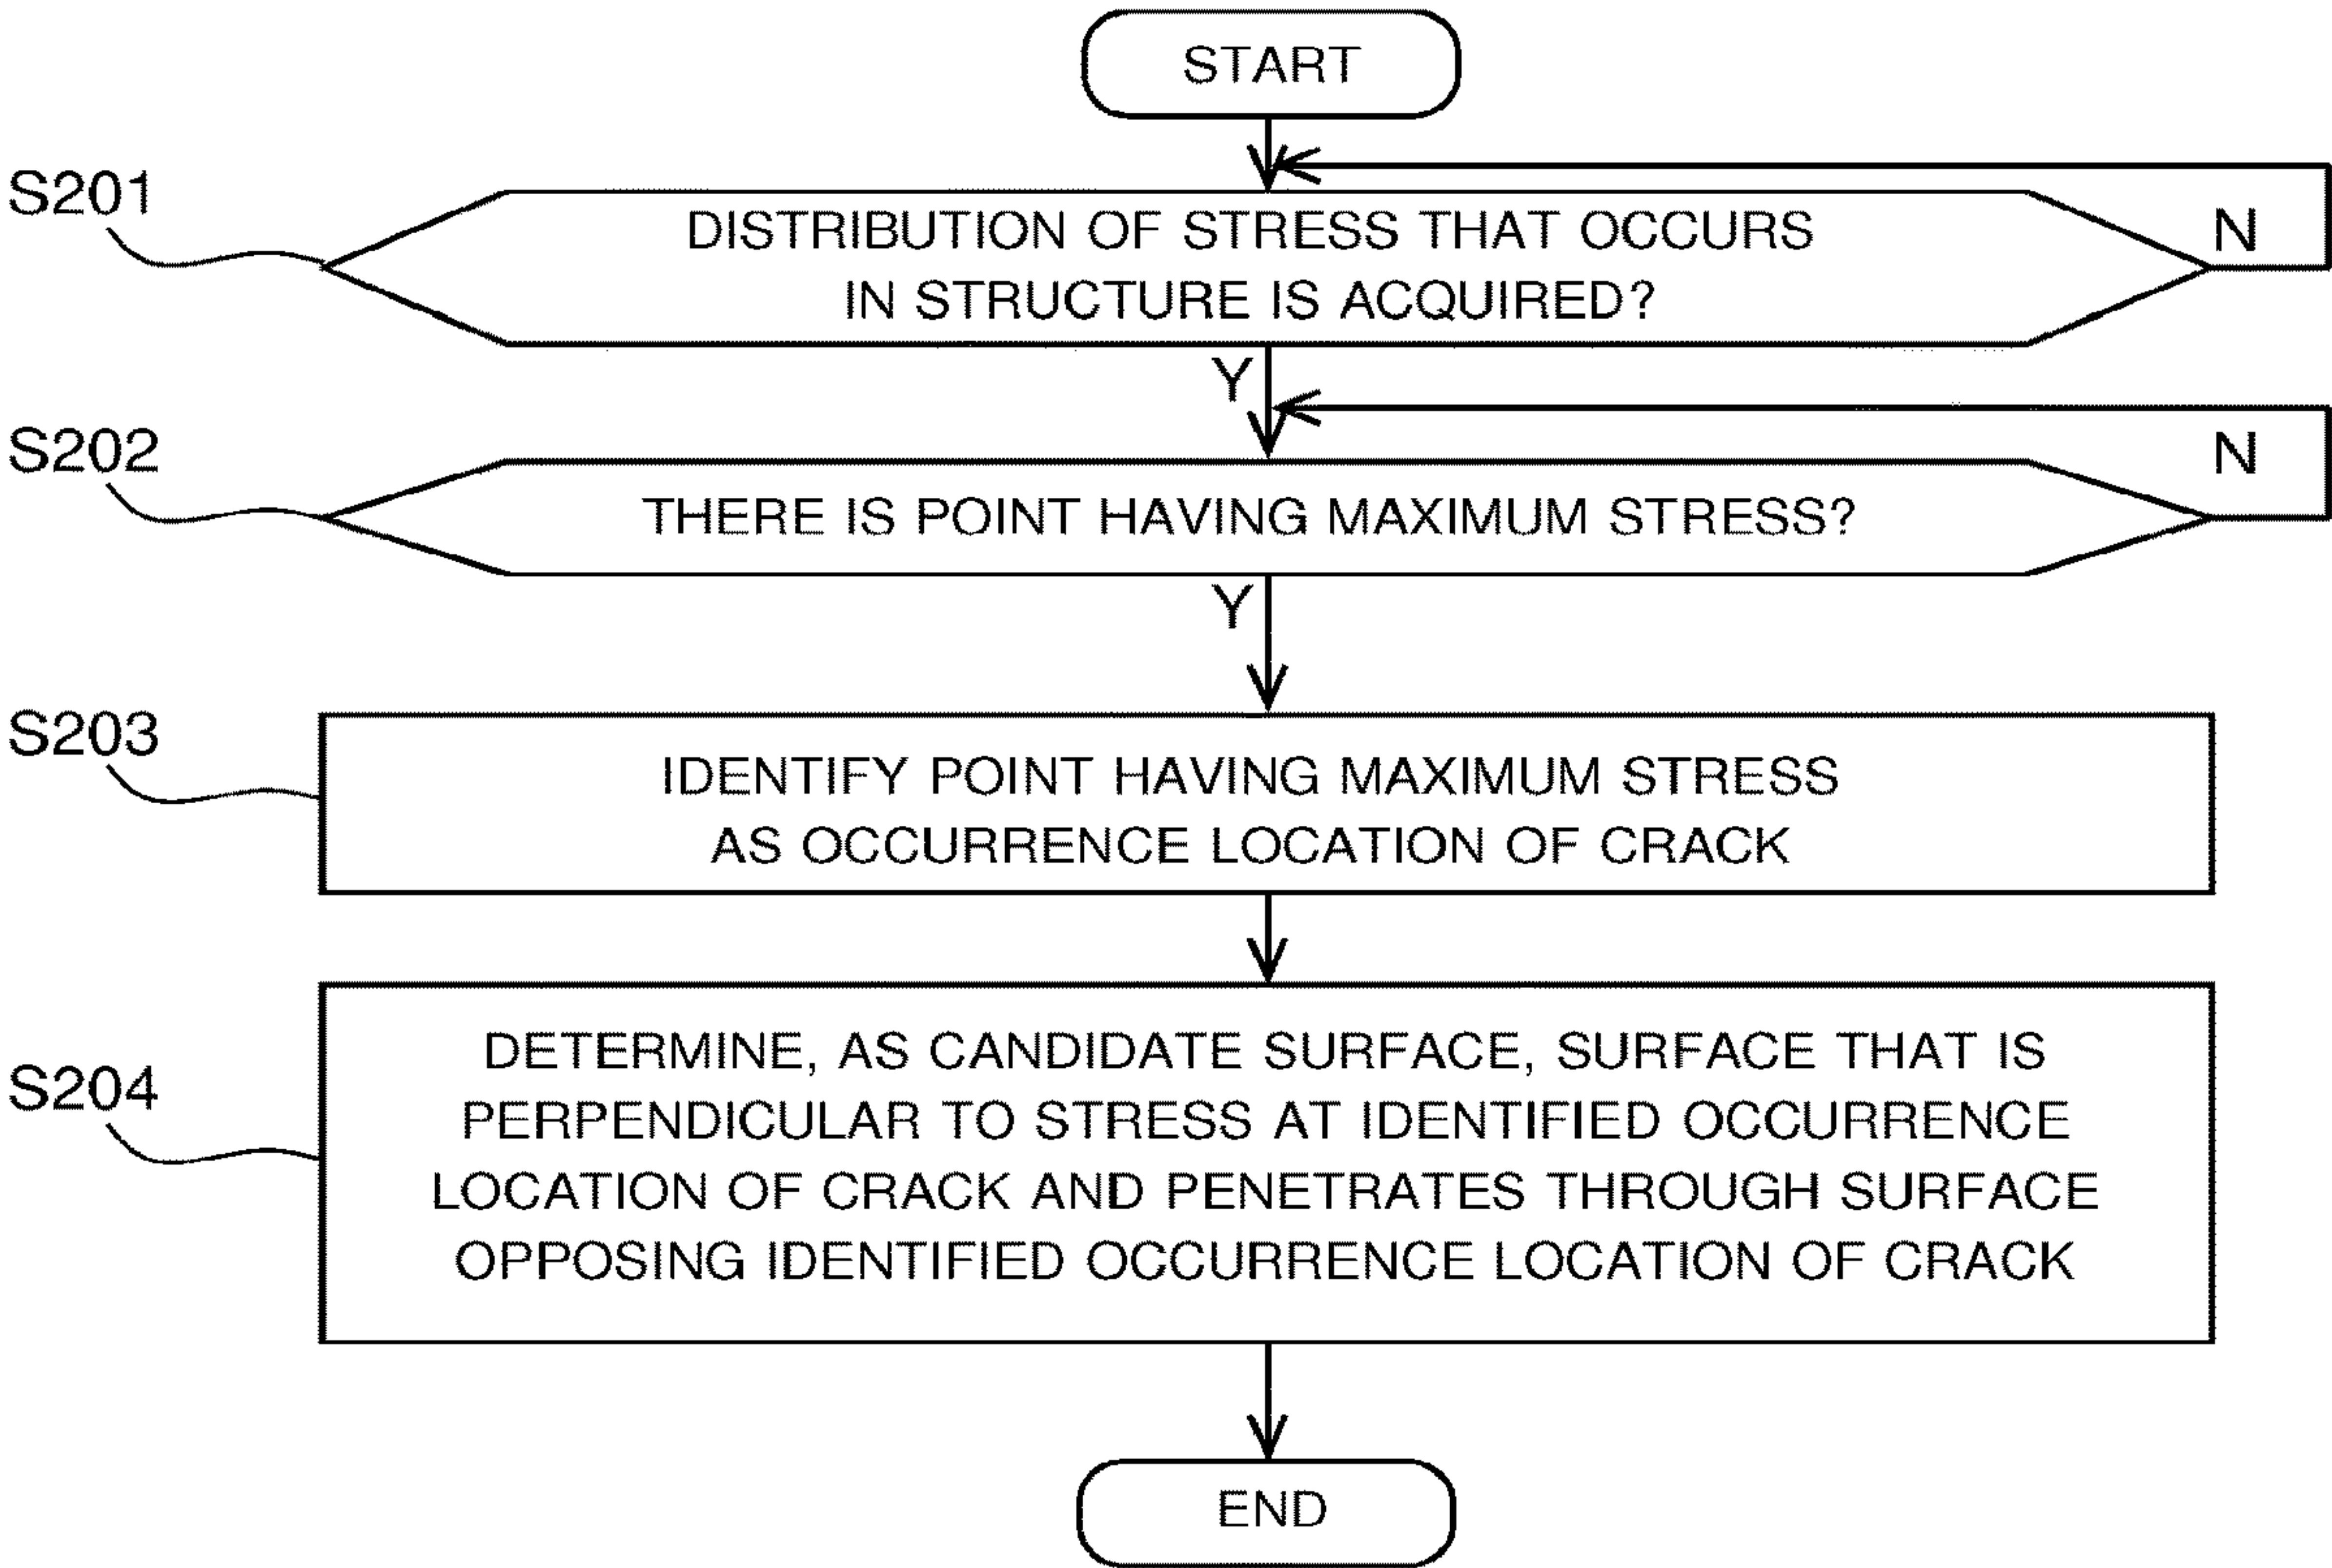 START
S201
DISTRIBUTION OF STRESS THAT OCCURS
IN STRUCTURE IS ACQUIRED?
N
Y
S202
THERE IS POINT HAVING MAXIMUM STRESS?
N
Y
S203
IDENTIFY POINT HAVING MAXIMUM STRESS
AS OCCURRENCE LOCATION OF CRACK
S204
DETERMINE, AS CANDIDATE SURFACE, SURFACE THAT IS
PERPENDICULAR TO STRESS AT IDENTIFIED OCCURRENCE
LOCATION OF CRACK AND PENETRATES THROUGH SURFACE
OPPOSING IDENTIFIED OCCURRENCE LOCATION OF CRACK
END